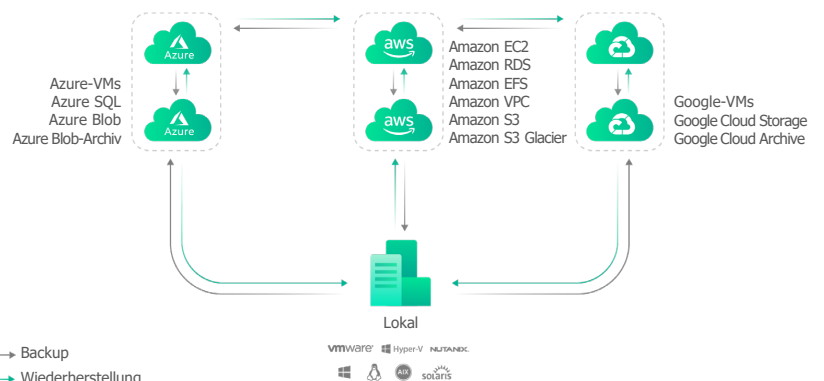 Azure
Azure
Azure-VMs
Azure SQL
Azure Blob
Azure Blob-Archiv
aws
aws
Amazon EC2
Amazon RDS
Amazon EFS
Amazon VPC
Amazon S3
Amazon S3 Glacier
Google-VMs
Google Cloud Storage
Google Cloud Archive
Lokal
vmware Hyper-V NUTANIX
AIX solaris
Backup
Wiederherstellung